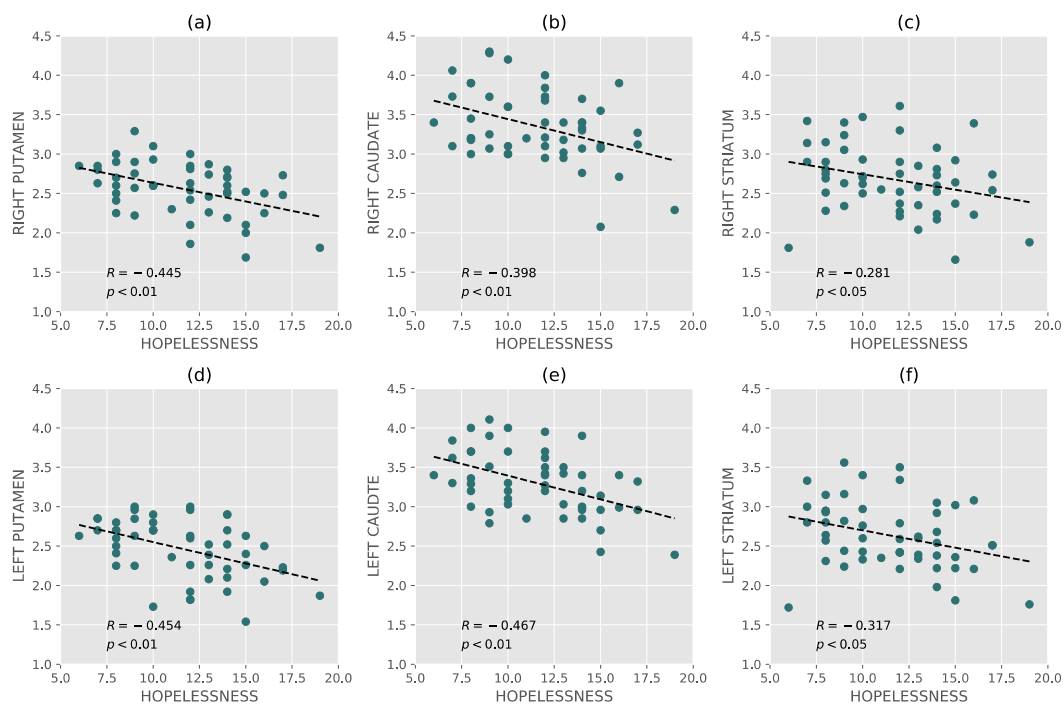 (a)
4.5
4.0
3.5
3.0
2.5
2.0
1.5
1.0
RIGHT PUTAMEN
R = −0.445
p < 0.01
5.0 7.5 10.0 12.5 15.0 17.5 20.0
HOPELESSNESS
(b)
4.5
4.0
3.5
3.0
2.5
2.0
1.5
1.0
RIGHT CAUDATE
R = −0.398
p < 0.01
5.0 7.5 10.0 12.5 15.0 17.5 20.0
HOPELESSNESS
(c)
4.5
4.0
3.5
3.0
2.5
2.0
1.5
1.0
RIGHT STRIATUM
R = −0.281
p < 0.05
5.0 7.5 10.0 12.5 15.0 17.5 20.0
HOPELESSNESS
(d)
4.5
4.0
3.5
3.0
2.5
2.0
1.5
1.0
LEFT PUTAMEN
R = −0.454
p < 0.01
5.0 7.5 10.0 12.5 15.0 17.5 20.0
HOPELESSNESS
(e)
4.5
4.0
3.5
3.0
2.5
2.0
1.5
1.0
LEFT CAUDTE
R = −0.467
p < 0.01
5.0 7.5 10.0 12.5 15.0 17.5 20.0
HOPELESSNESS
(f)
4.5
4.0
3.5
3.0
2.5
2.0
1.5
1.0
LEFT STRIATUM
R = −0.317
p < 0.05
5.0 7.5 10.0 12.5 15.0 17.5 20.0
HOPELESSNESS